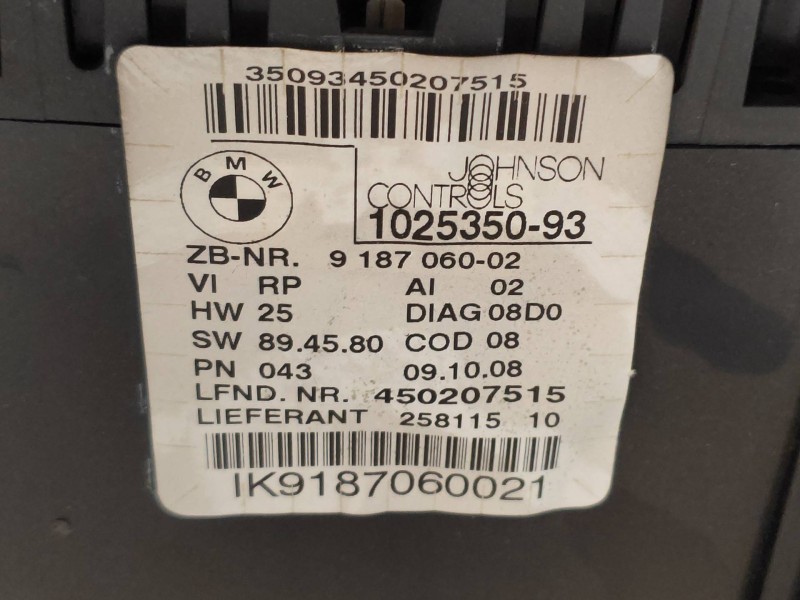 35093450207515
BMW
JOHNSON
CONTROLS
1025350-93
ZB-NR. 9 187 060-02
VI RP AI 02
HW 25 DIAG 08D0
SW 89.45.80 COD 08
PN 043 09.10.08
LFND. NR. 450207515
LIEFERANT 258115 10
IK9187060021